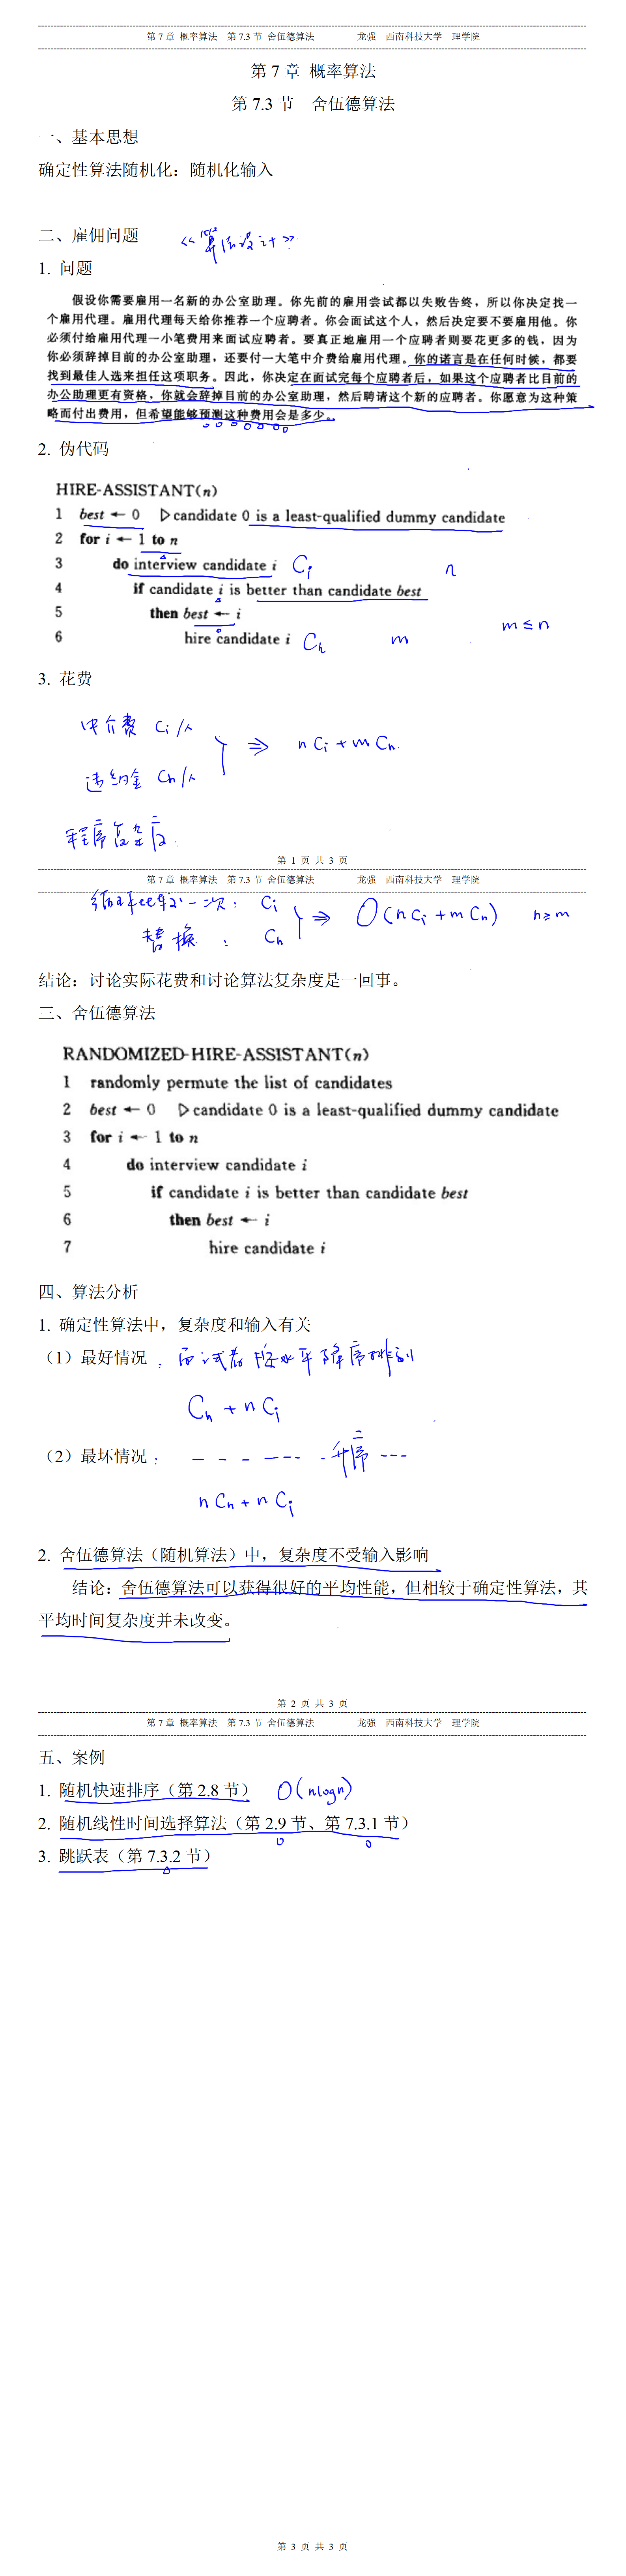 第 7 章 概率算法 第 7.3 节 舍伍德算法 龙强 西南科技大学 理学院
第 7 章 概率算法
第 7.3 节 舍伍德算法
一、基本思想
确定性算法随机化：随机化输入
二、雇佣问题
《算法设计》
1. 问题
假设你需要雇用一名新的办公室助理。你先前的雇用尝试都以失败告终，所以你决定找一
个雇用代理。雇用代理每天给你推荐一个应聘者。你会面试这个人，然后决定要不要雇用他。你
必须付给雇用代理一小笔费用来面试应聘者。要真正地雇用一个应聘者则要花更多的钱，因为
你必须辞掉目前的办公室助理，还要付一大笔中介费给雇用代理。你的诺言是在任何时候，都要
找到最佳人选来担任这项职务。因此，你决定在面试完每个应聘者后，如果这个应聘者比目前的
办公助理更有资格，你就会辞掉目前的办公室助理，然后聘请这个新的应聘者。你愿意为这种策
略而付出费用，但希望能够预测这种费用会是多少。
2. 伪代码
HIRE-ASSISTANT(n)
1 best ← 0 ▷ candidate 0 is a least-qualified dummy candidate
2 for i ← 1 to n
3 do interview candidate i Ci n
4 if candidate i is better than candidate best
5 then best ← i m ≤ n
6 hire candidate i Ch m
3. 花费
中介费 Ci/人
⇒ nCi + mCh.
违约金 Ch/人
程序复杂度:
第 1 页 共 3 页
第 7 章 概率算法 第 7.3 节 舍伍德算法 龙强 西南科技大学 理学院
一次: Ci
⇒ O(nCi + mCh) n≥m
替换 : Ch
结论：讨论实际花费和讨论算法复杂度是一回事。
三、舍伍德算法
RANDOMIZED-HIRE-ASSISTANT(n)
1 randomly permute the list of candidates
2 best ← 0 ▷ candidate 0 is a least-qualified dummy candidate
3 for i ← 1 to n
4 do interview candidate i
5 if candidate i is better than candidate best
6 then best ← i
7 hire candidate i
四、算法分析
1. 确定性算法中，复杂度和输入有关
（1）最好情况 : 面试者按水平降序排列
Ch + nCi
（2）最坏情况 : - - - --- - 升序 ---
nCh + nCi
2. 舍伍德算法（随机算法）中，复杂度不受输入影响
结论：舍伍德算法可以获得很好的平均性能，但相较于确定性算法，其
平均时间复杂度并未改变。
第 2 页 共 3 页
第 7 章 概率算法 第 7.3 节 舍伍德算法 龙强 西南科技大学 理学院
五、案例
1. 随机快速排序（第 2.8 节） O(nlogn)
2. 随机线性时间选择算法（第 2.9 节、第 7.3.1 节）
3. 跳跃表（第 7.3.2 节）
第 3 页 共 3 页